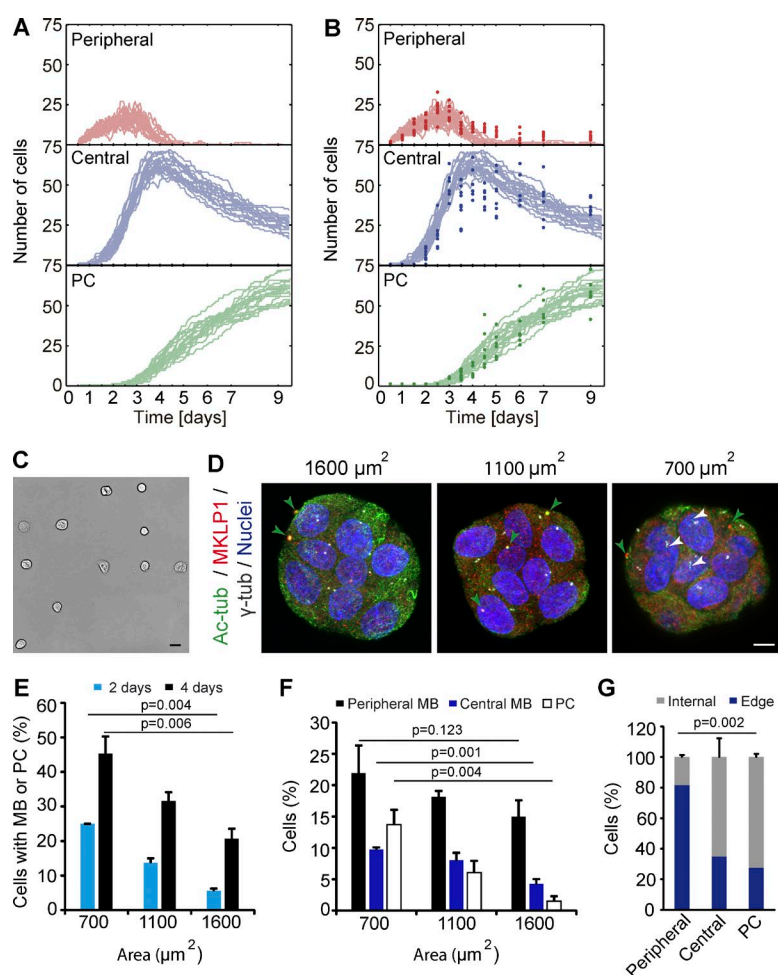 A
B
Peripheral
75
50
25
Central
75
50
25
PC
75
50
25
0
Number of cells
0 1 2 3 4 5 6 7 9
Time [days]
Peripheral
75
50
25
Central
75
50
25
PC
75
50
25
0
Number of cells
0 1 2 3 4 5 6 7 9
Time [days]
C
D
1600 µm²
1100 µm²
700 µm²
Ac-tub / MKLP1 /
γ-tub / Nuclei
E
2 days
4 days
p=0.004
p=0.006
60
50
40
30
20
10
0
Cells with MB or PC (%)
700 1100 1600
Area (µm²)
F
Peripheral MB
Central MB
PC
p=0.123
p=0.001
p=0.004
30
25
20
15
10
5
0
Cells (%)
700 1100 1600
Area (µm²)
G
Internal
Edge
p=0.002
120
100
80
60
40
20
0
Cells (%)
Peripheral
Central
PC